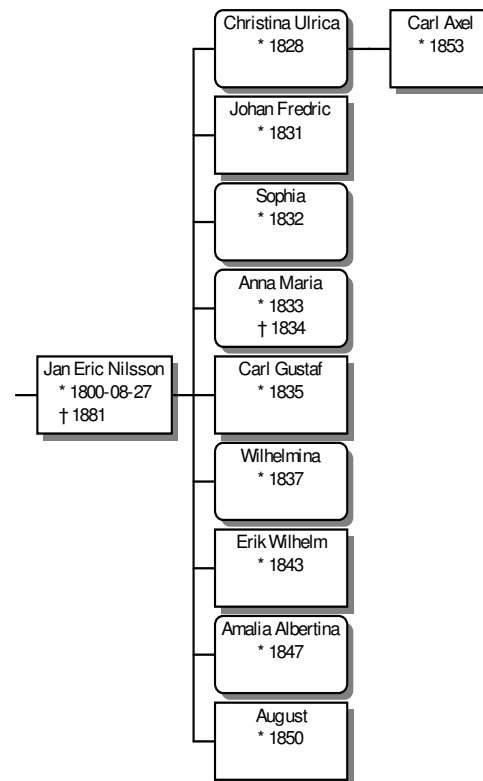 Christina Ulrica
* 1828
Carl Axel
* 1853
Johan Fredric
* 1831
Sophia
* 1832
Anna Maria
* 1833
† 1834
Jan Eric Nilsson
* 1800-08-27
† 1881
Carl Gustaf
* 1835
Wilhelmina
* 1837
Erik Wilhelm
* 1843
Amalia Albertina
* 1847
August
* 1850